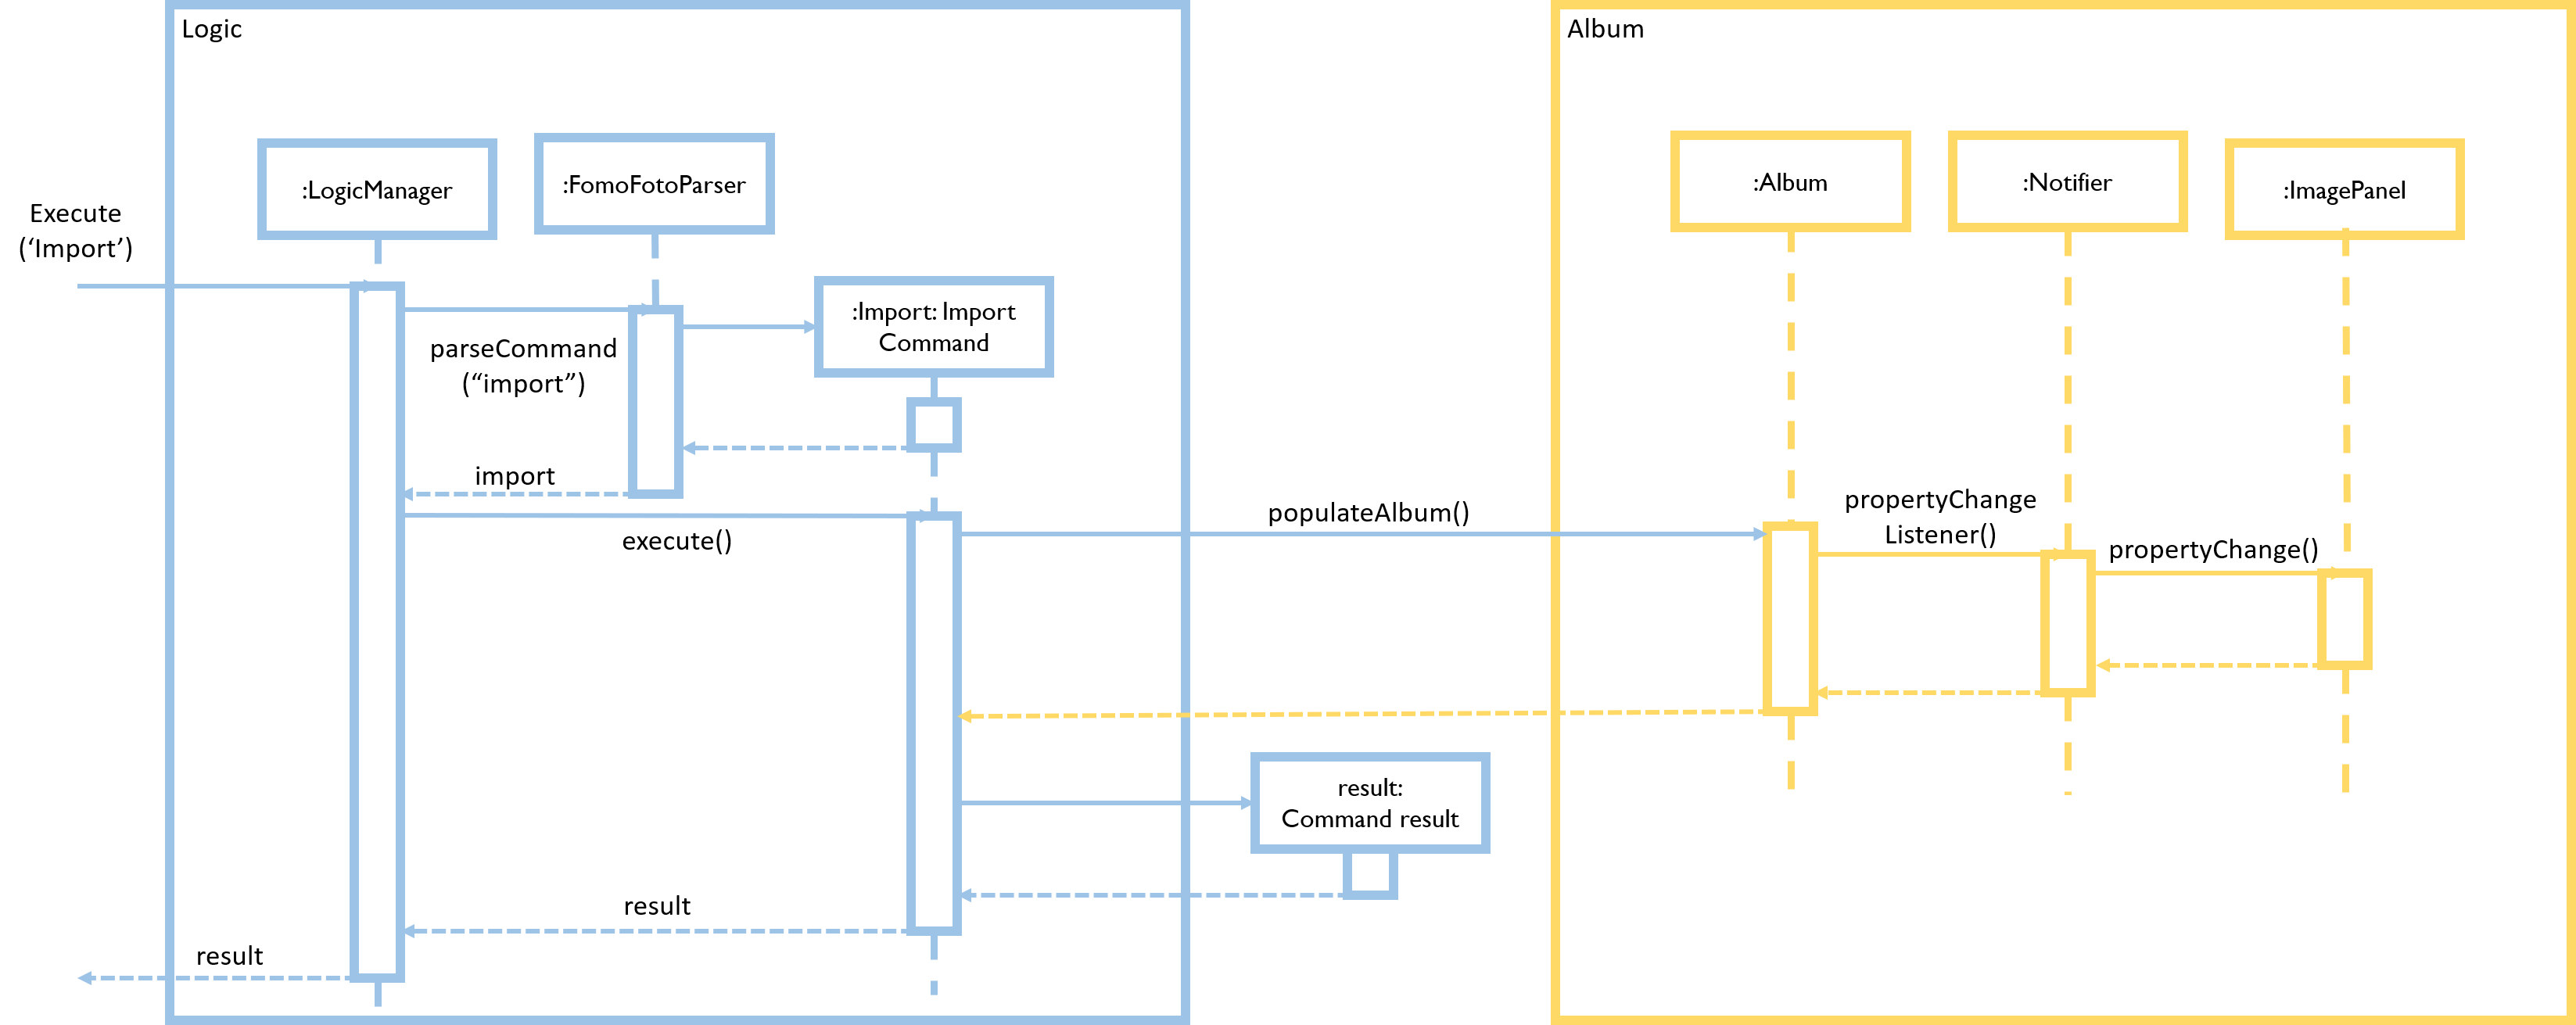 Logic
Album
:LogicManager
:FomoFotoParser
:Album
:Notifier
:ImagePanel
Execute
(‘Import’)
:Import: Import
Command
parseCommand
(“import”)
import
execute()
populateAlbum()
propertyChange
Listener()
propertyChange()
result:
Command result
result
result